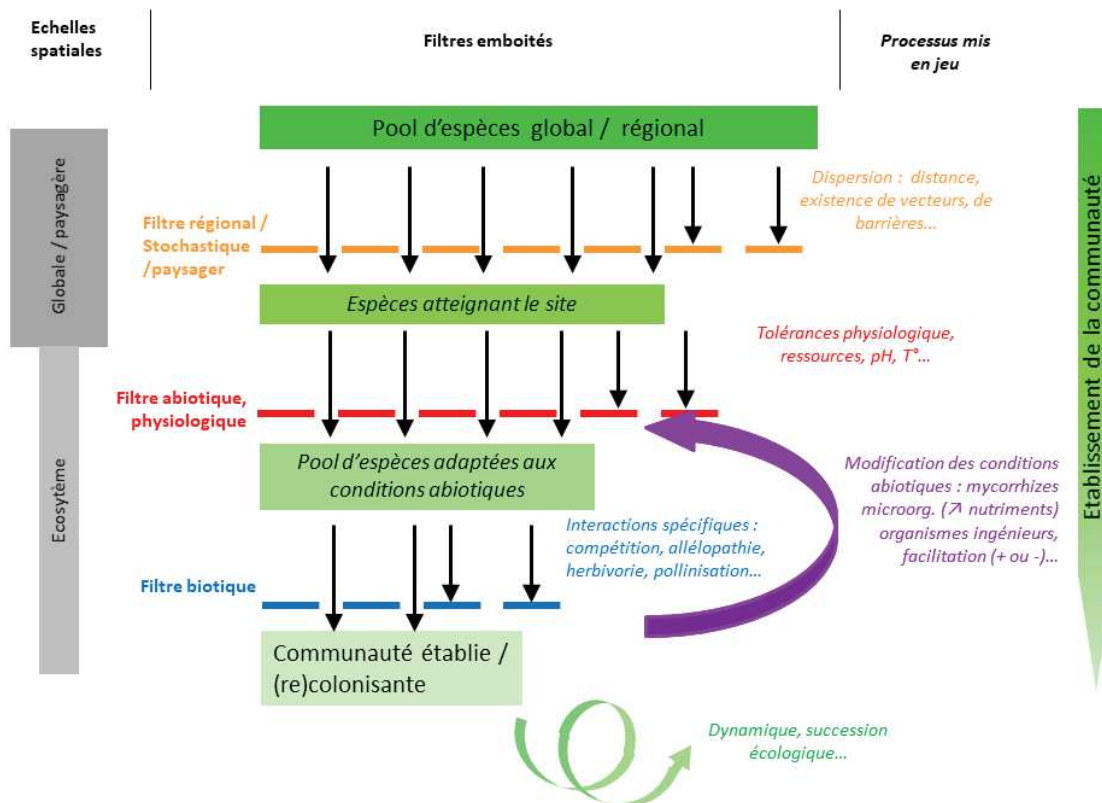 Echelles
spatiales
Filtres emboités
Processus mis
en jeu
Globale / paysagère
Pool d'espèces global / régional
Dispersion : distance,
existence de vecteurs, de
barrières...
Filtre régional /
Stochastique
/paysager
Espèces atteignant le site
Tolérances physiologique,
ressources, pH, T°...
Ecosytème
Filtre abiotique,
physiologique
Pool d'espèces adaptées aux
conditions abiotiques
Modification des conditions
abiotiques : mycorrhizes
microorg. (↗ nutriments)
organismes ingénieurs,
facilitation (+ ou -)...
Interactions spécifiques :
compétition, allélopathie,
herbivorie, pollinisation...
Filtre biotique
Communauté établie /
(re)colonisante
Dynamique, succession
écologique...
Etablissement de la communauté